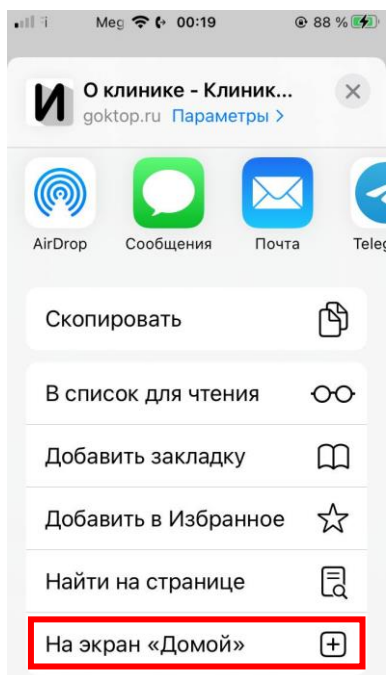 Meg 00:19 88 %
И
О клинике - Клиник...
goktop.ru Параметры >
AirDrop Сообщения Почта Teleg
Скопировать
В список для чтения
Добавить закладку
Добавить в Избранное
Найти на странице
На экран «Домой»